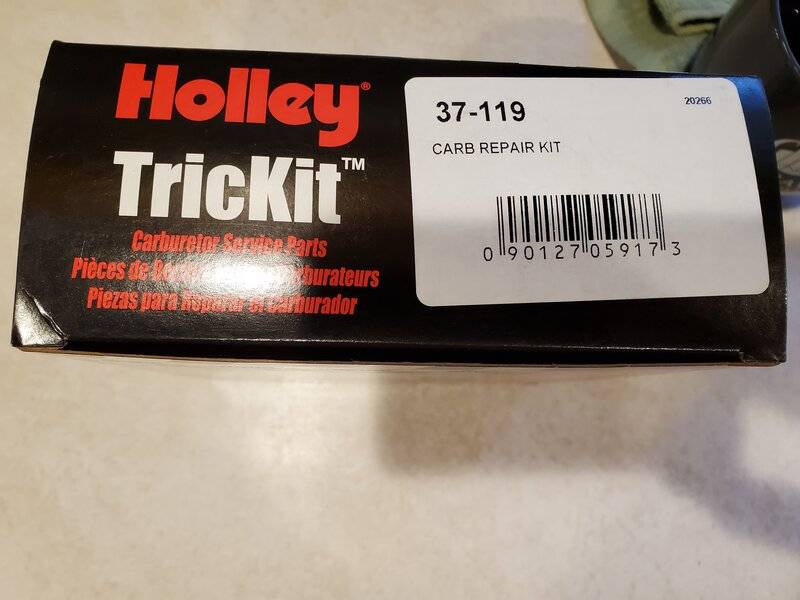 Holley®
TricKit™
Carburetor Service Parts
Pièces de Carburateurs
Piezas para Reparar el Carburador
37-119
20266
CARB REPAIR KIT
0 90127 05917 3